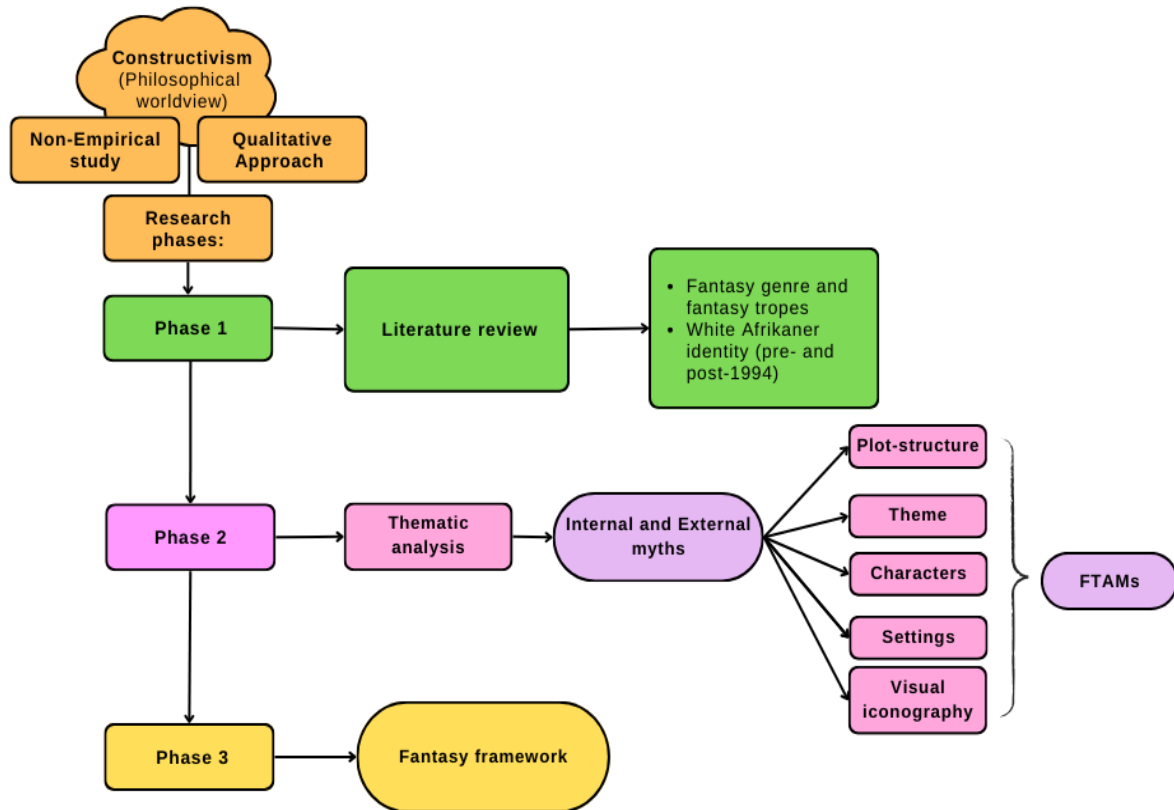 Constructivism
(Philosophical
worldview)
Non-Empirical
study
Qualitative
Approach
Research
phases:
Phase 1
Literature review
• Fantasy genre and
fantasy tropes
• White Afrikaner
identity (pre- and
post-1994)
Phase 2
Thematic
analysis
Internal and External
myths
Plot-structure
Theme
Characters
Settings
Visual
iconography
FTAMs
Phase 3
Fantasy framework